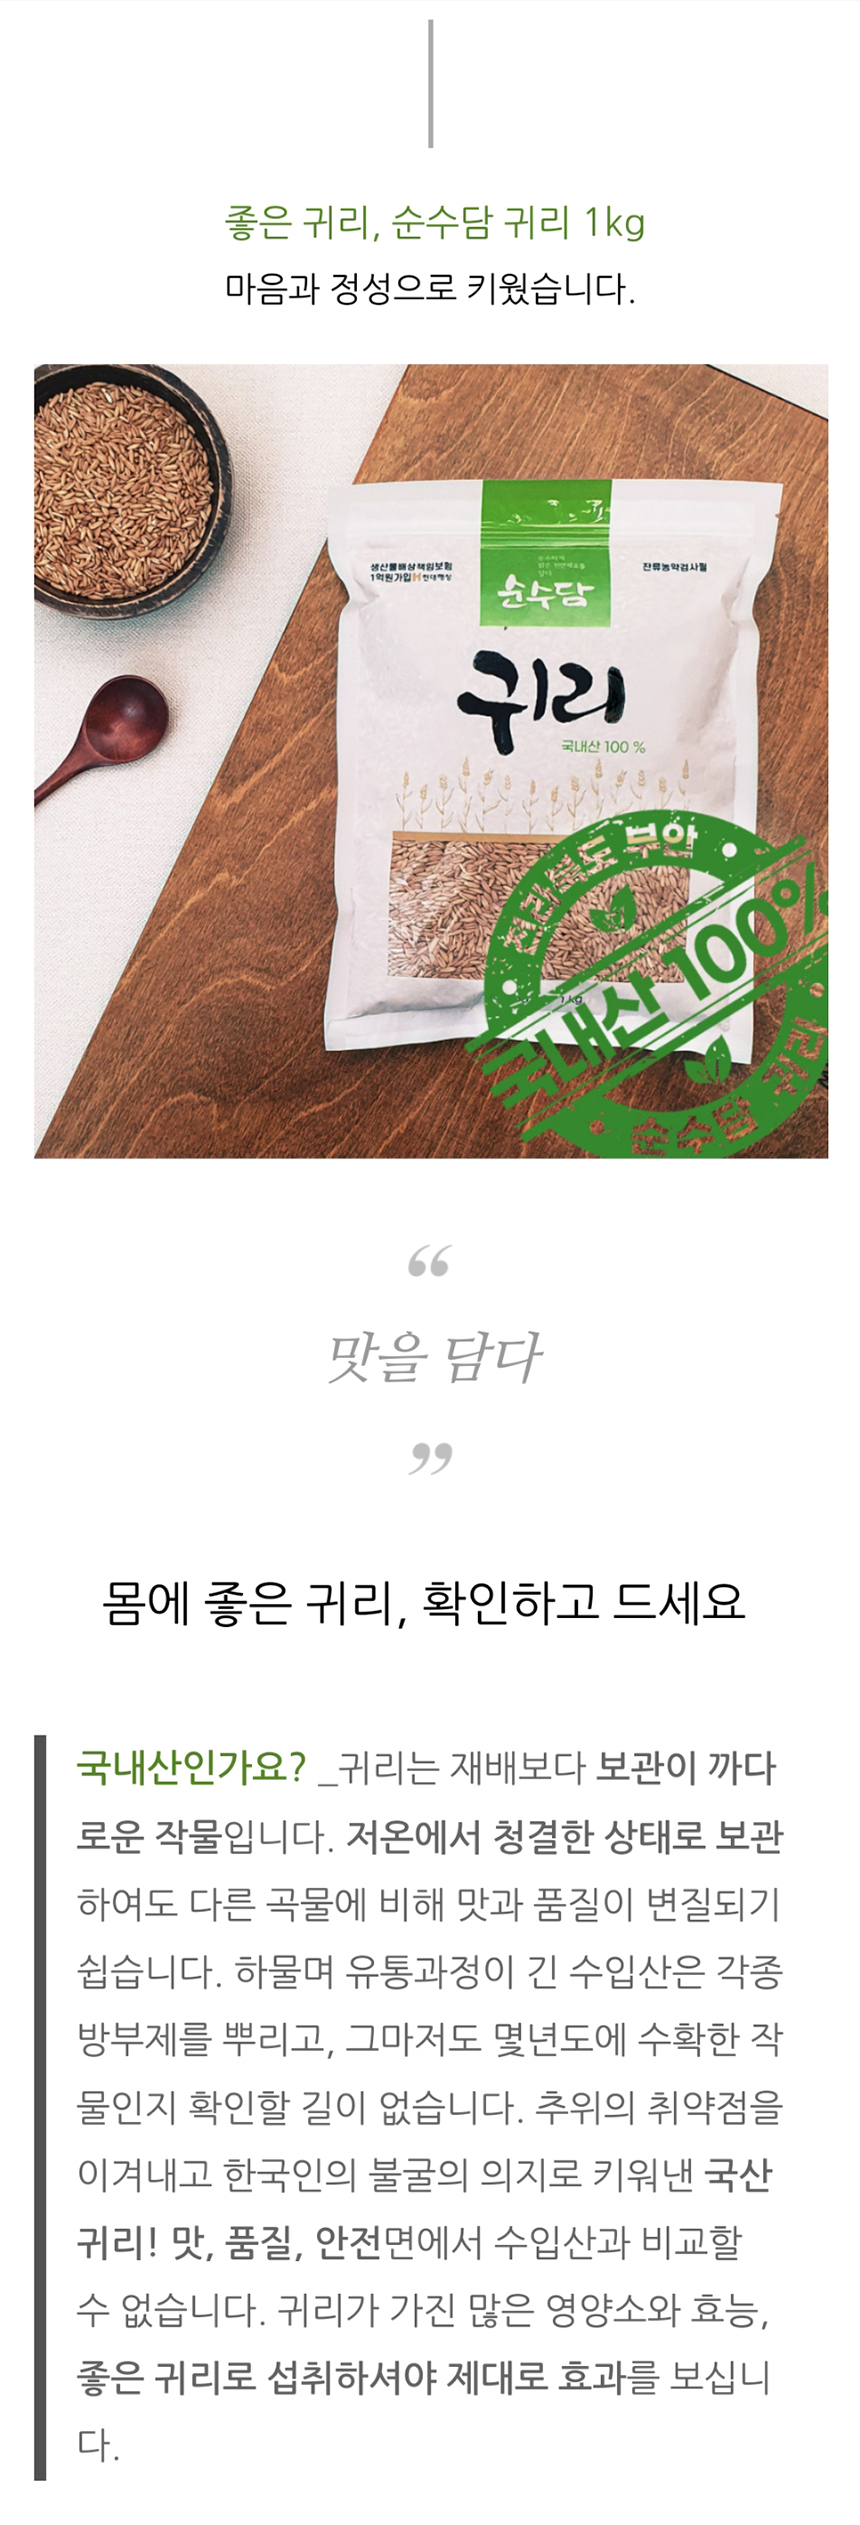 좋은 귀리, 순수담 귀리 1kg
마음과 정성으로 키웠습니다.
생산물배상책임보험
1억원가입 현대해상
순수담
잔류농약검사필
귀리
국내산 100 %
1kg
전라북도 부안
국내산 100%
순수담 귀리
“
맛을 담다
”
몸에 좋은 귀리, 확인하고 드세요
국내산인가요? _귀리는 재배보다 보관이 까다
로운 작물입니다. 저온에서 청결한 상태로 보관
하여도 다른 곡물에 비해 맛과 품질이 변질되기
쉽습니다. 하물며 유통과정이 긴 수입산은 각종
방부제를 뿌리고, 그마저도 몇년도에 수확한 작
물인지 확인할 길이 없습니다. 추위의 취약점을
이겨내고 한국인의 불굴의 의지로 키워낸 국산
귀리! 맛, 품질, 안전면에서 수입산과 비교할
수 없습니다. 귀리가 가진 많은 영양소와 효능,
좋은 귀리로 섭취하셔야 제대로 효과를 보십니
다.